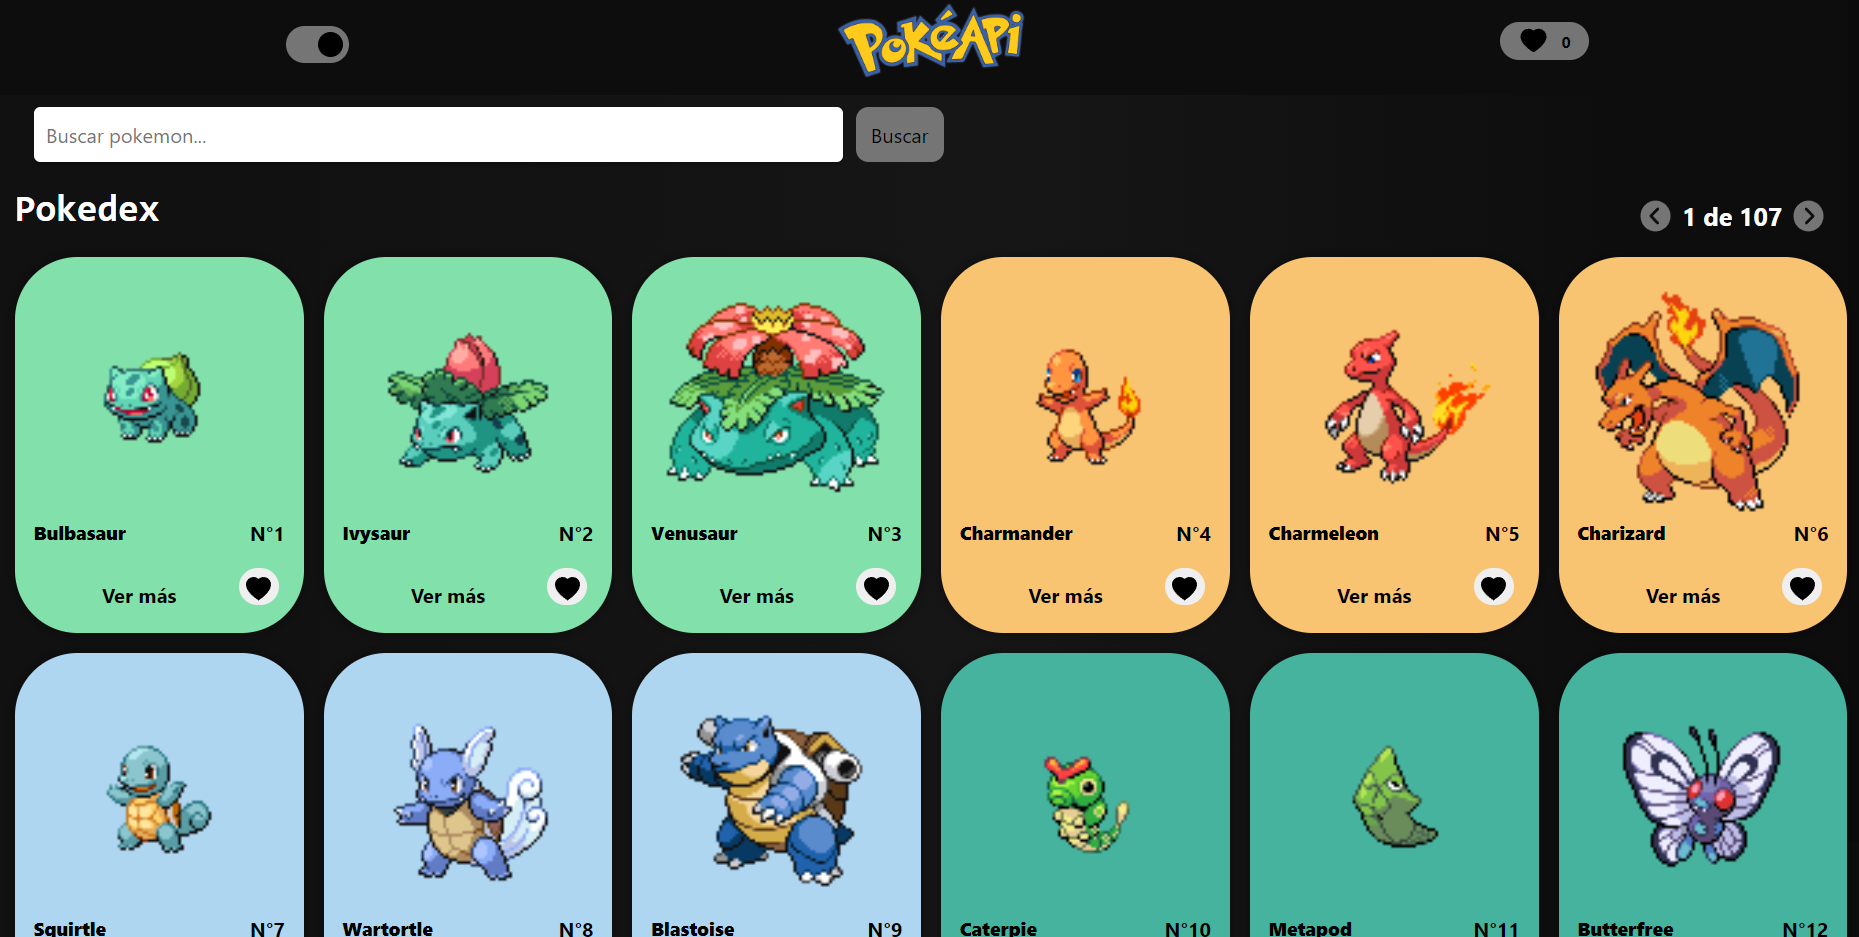 PokéApi
0
Buscar pokemon...
Buscar
Pokedex
1 de 107
Bulbasaur N°1
Ivysaur N°2
Venusaur N°3
Charmander N°4
Charmeleon N°5
Charizard N°6
Ver más
Ver más
Ver más
Ver más
Ver más
Ver más
Squirtle N°7
Wartortle N°8
Blastoise N°9
Caterpie N°10
Metapod N°11
Butterfree N°12